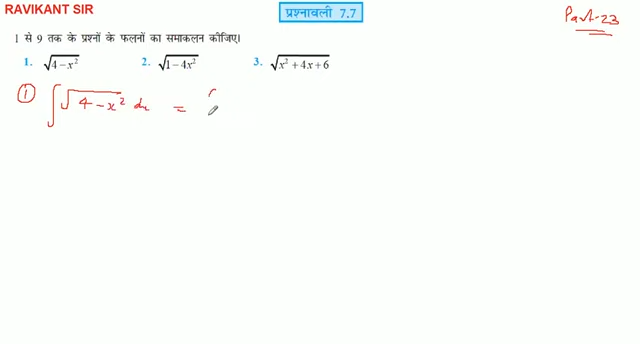 RAVIKANT SIR
प्रश्नावली 7.7
Part-23
1 से 9 तक के प्रश्नों के फलनों का समाकलन कीजिए।
1. √(4 − x²) 2. √(1 − 4x²) 3. √(x² + 4x + 6)
① ∫√(4 − x²) dx =